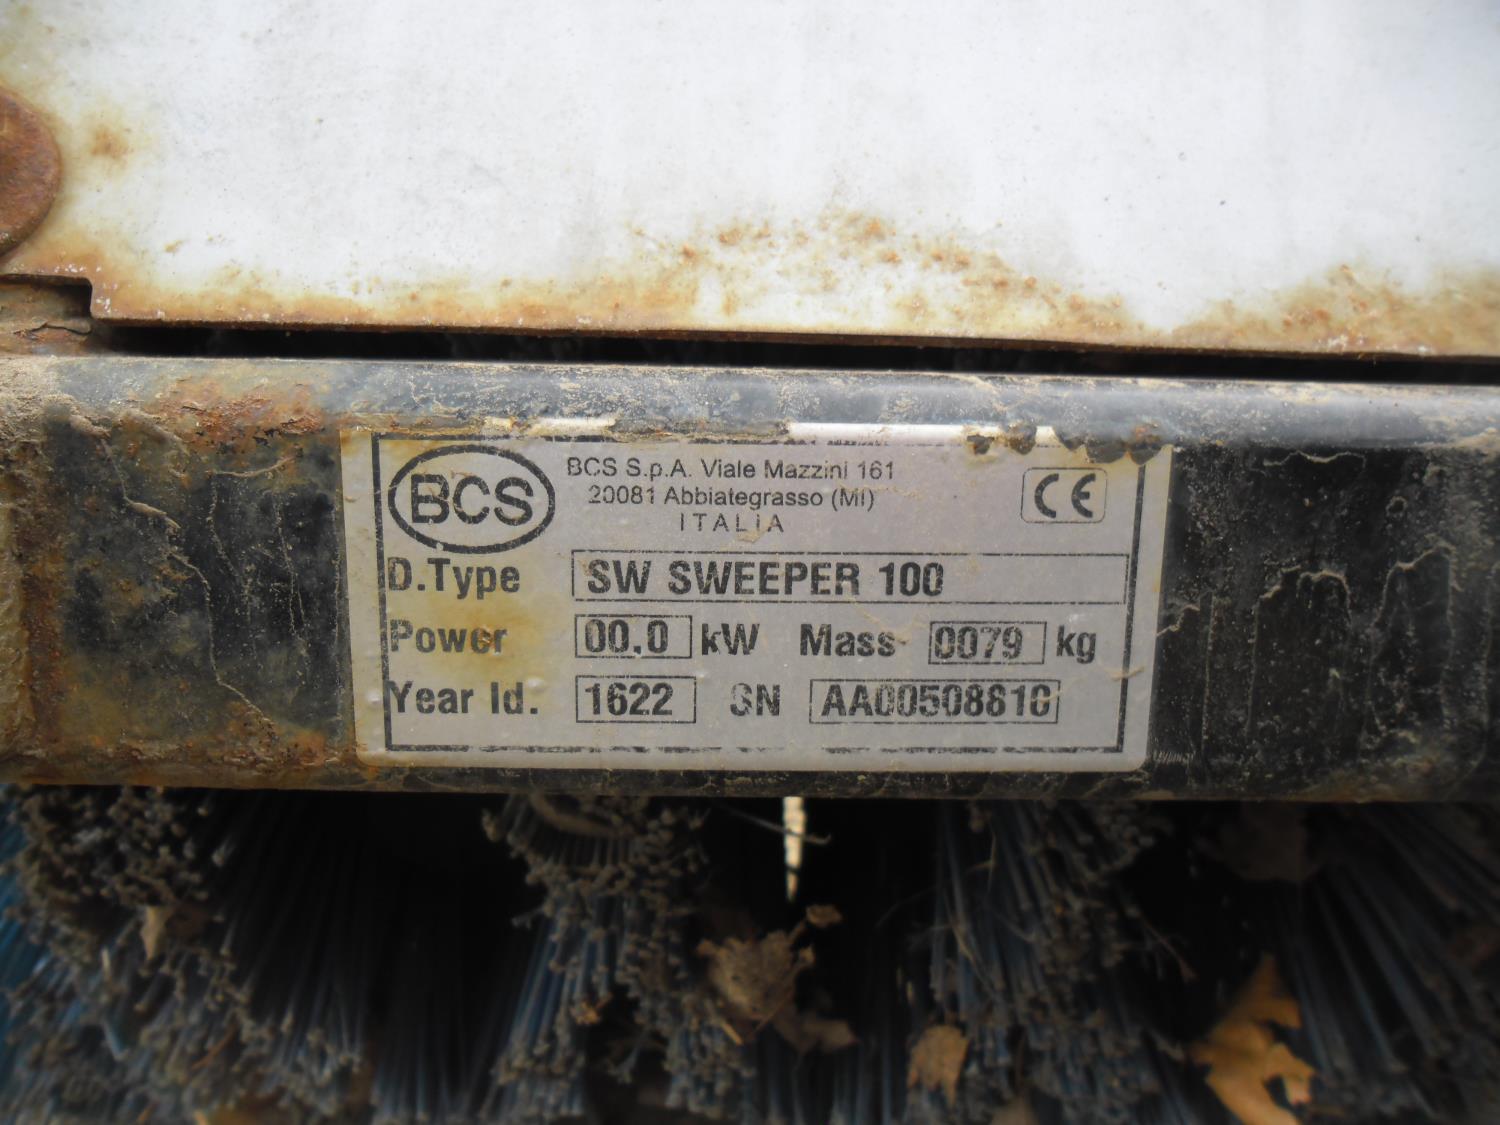 BCS
BCS S.p.A. Viale Mazzini 161
20081 Abbiategrasso (MI)
ITALIA
CE
D.Type SW SWEEPER 100
Power 00.0 kW Mass 0079 kg
Year Id. 1622 SN